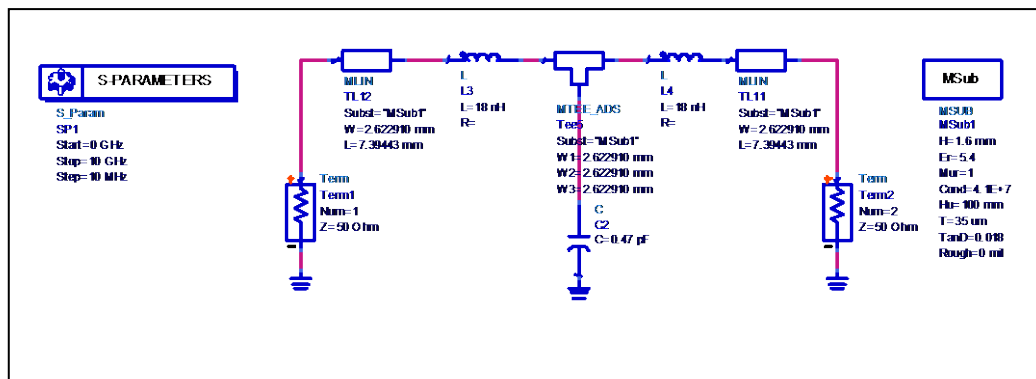 S-PARAMETERS
S_Param
SP1
Start=0 GHz
Stop=10 GHz
Step=10 MHz
MLIN
TL12
Subst="MSub1"
W=2.622910 mm
L=7.39443 mm
L
L3
L=18 nH
R=
MTEE_ADS
Tee5
Subst="MSub1"
W1=2.622910 mm
W2=2.622910 mm
W3=2.622910 mm
L
L4
L=18 nH
R=
MLIN
TL11
Subst="MSub1"
W=2.622910 mm
L=7.39443 mm
MSub
MSUB
MSub1
H=1.6 mm
Er=5.4
Mur=1
Cond=4.1E+7
Hu=100 mm
T=35 um
TanD=0.018
Rough=0 mil
Term
Term1
Num=1
Z=50 Ohm
C
C2
C=0.47 pF
Term
Term2
Num=2
Z=50 Ohm